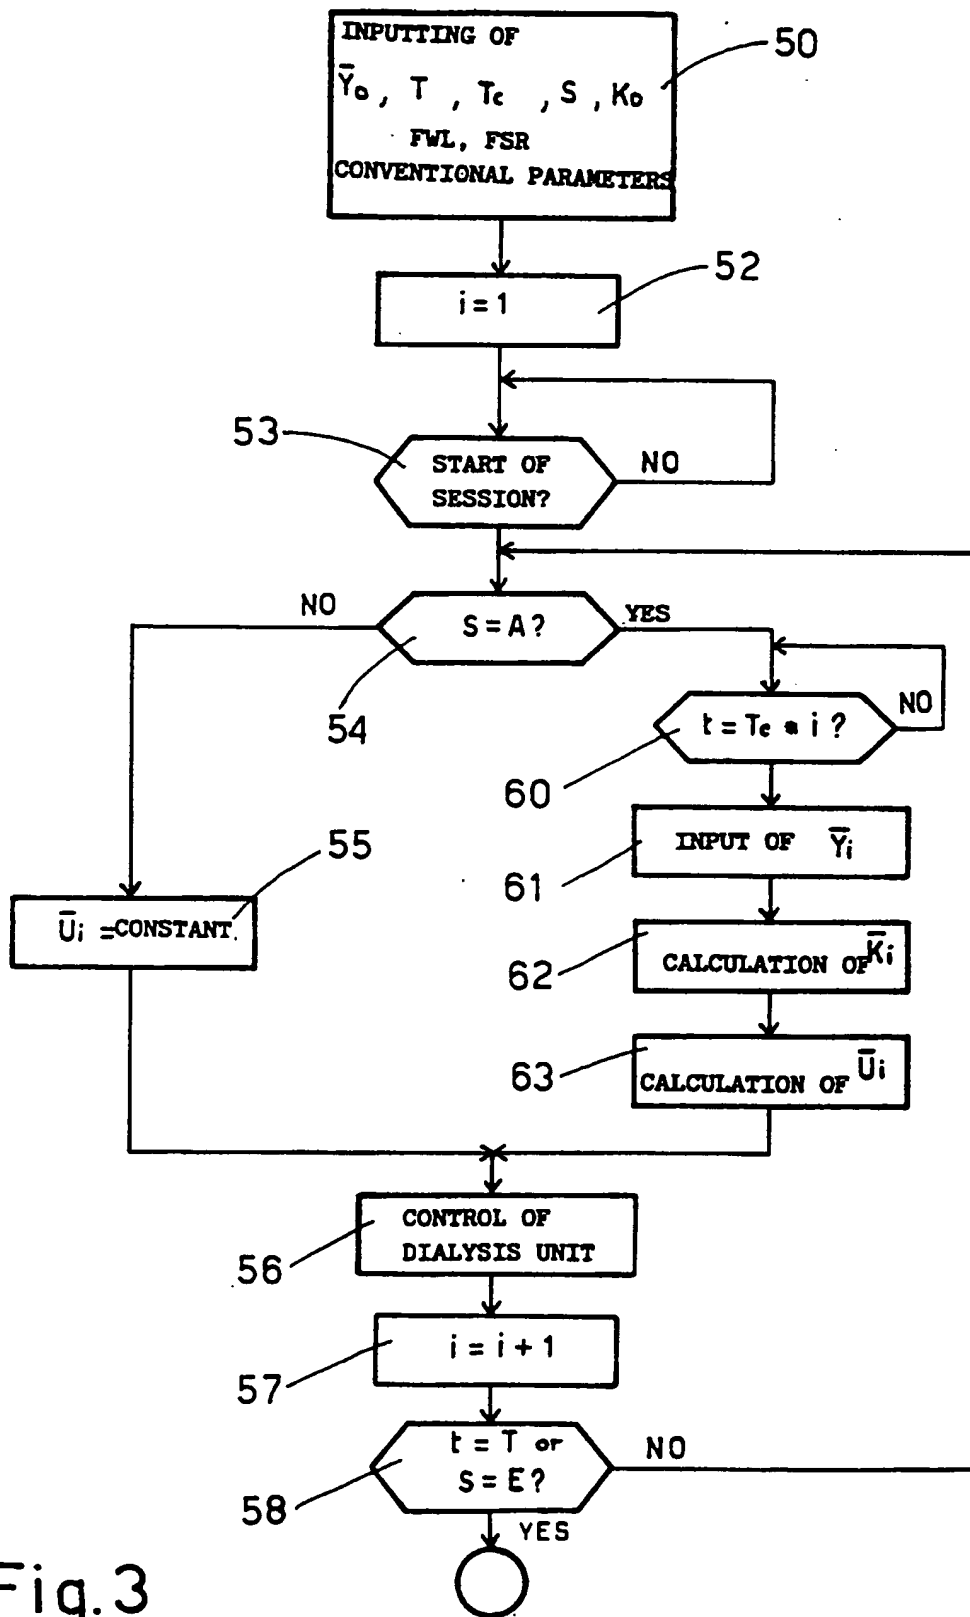 INPUTTING OF
50
Ȳo, T, Tc, S, Ko
FWL, FSR
CONVENTIONAL PARAMETERS
52
i = 1
53
START OF
SESSION?
NO
NO
S = A?
YES
54
t = Tc * i ?
NO
60
55
INPUT OF Ȳi
61
Ūi = CONSTANT.
CALCULATION OF K̄i
62
CALCULATION OF Ūi
63
CONTROL OF
DIALYSIS UNIT
56
i = i + 1
57
t = T or
S = E?
NO
58
YES
Fig. 3